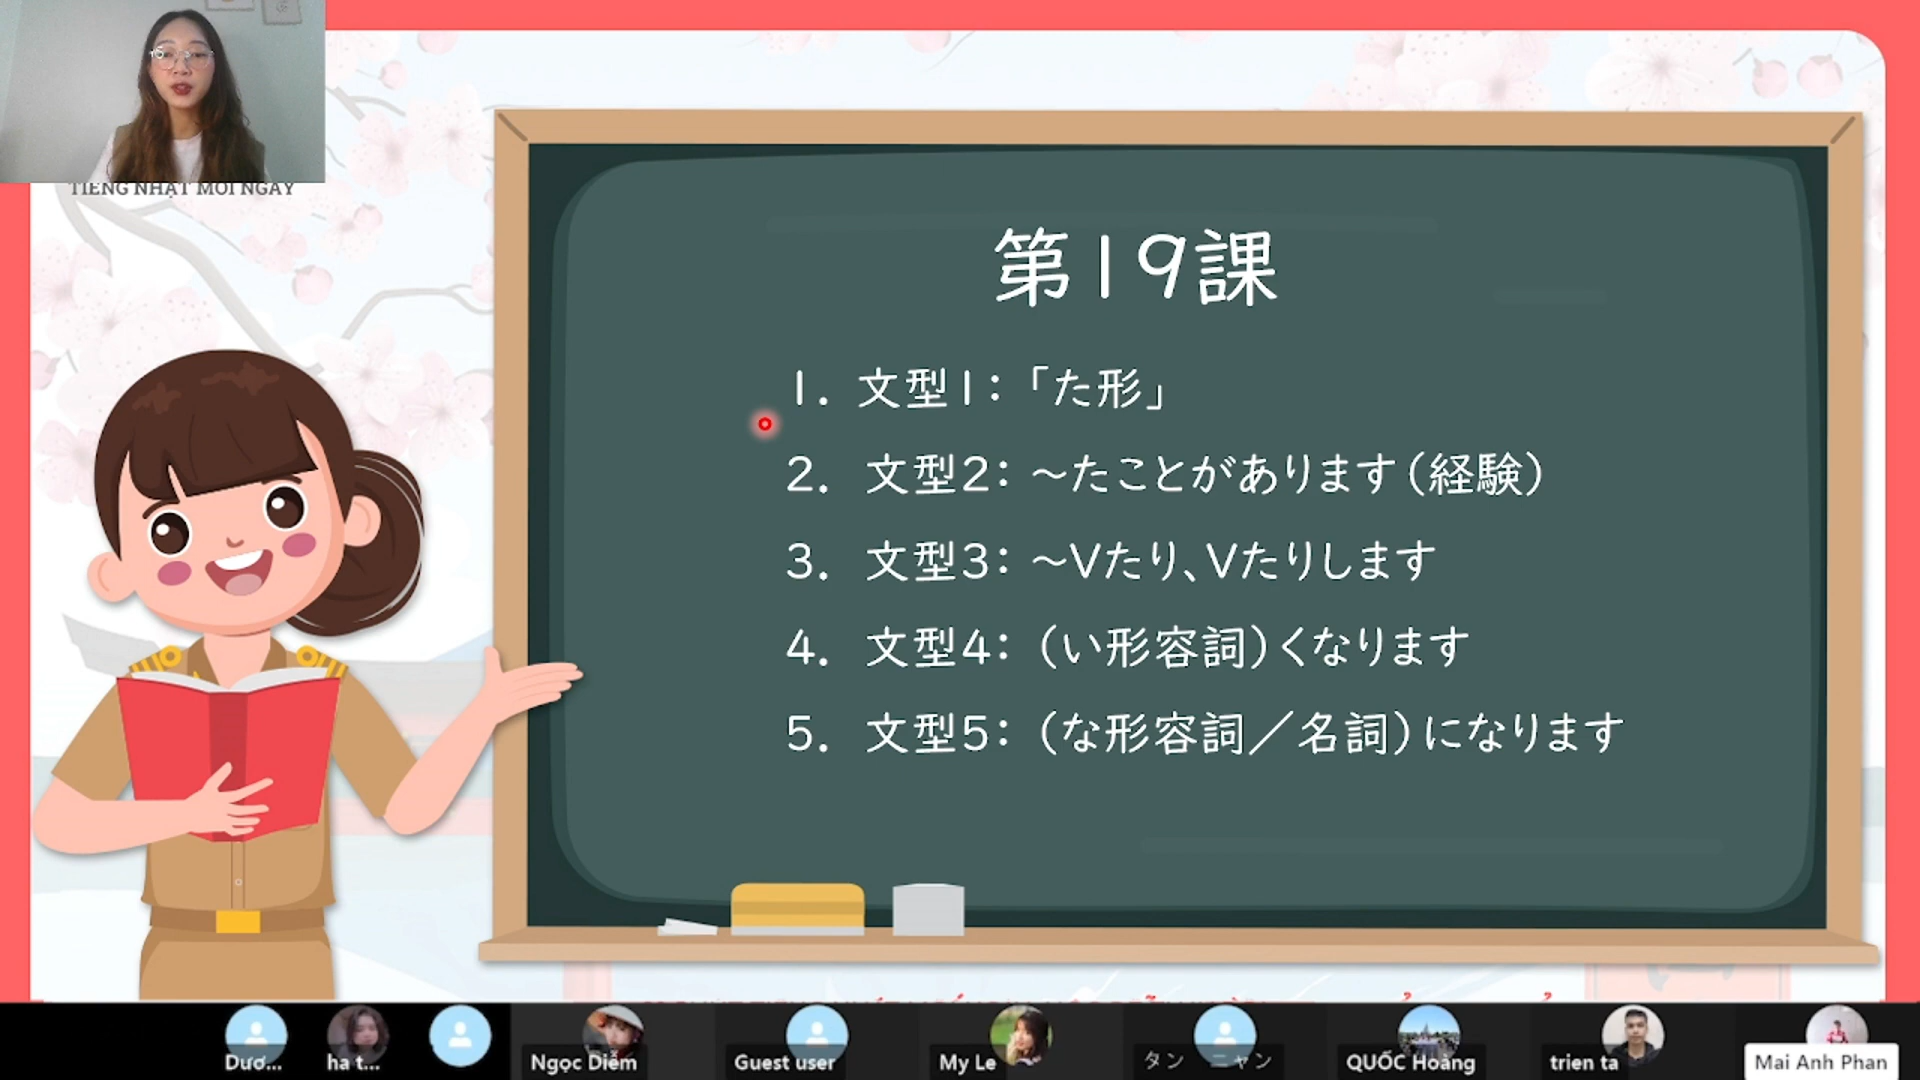 TIẾNG NHẬT MỖI NGÀY
第19課
1. 文型1：「た形」
2. 文型2： ～たことがあります（経験）
3. 文型3： ～Vたり、Vたりします
4. 文型4：（い形容詞）くなります
5. 文型5：（な形容詞／名詞）になります
Dươ...
ha t...
Ngọc Diễm
Guest user
My Le
タン ニャン
QUỐC Hoàng
trien ta
Mai Anh Phan